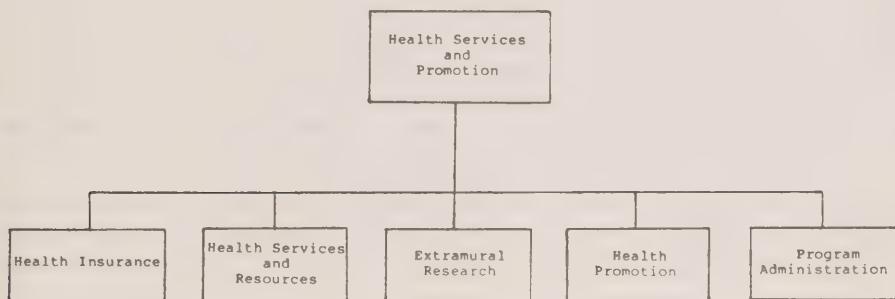 Health Services
and
Promotion
Health Insurance
Health Services
and
Resources
Extramural
Research
Health
Promotion
Program
Administration